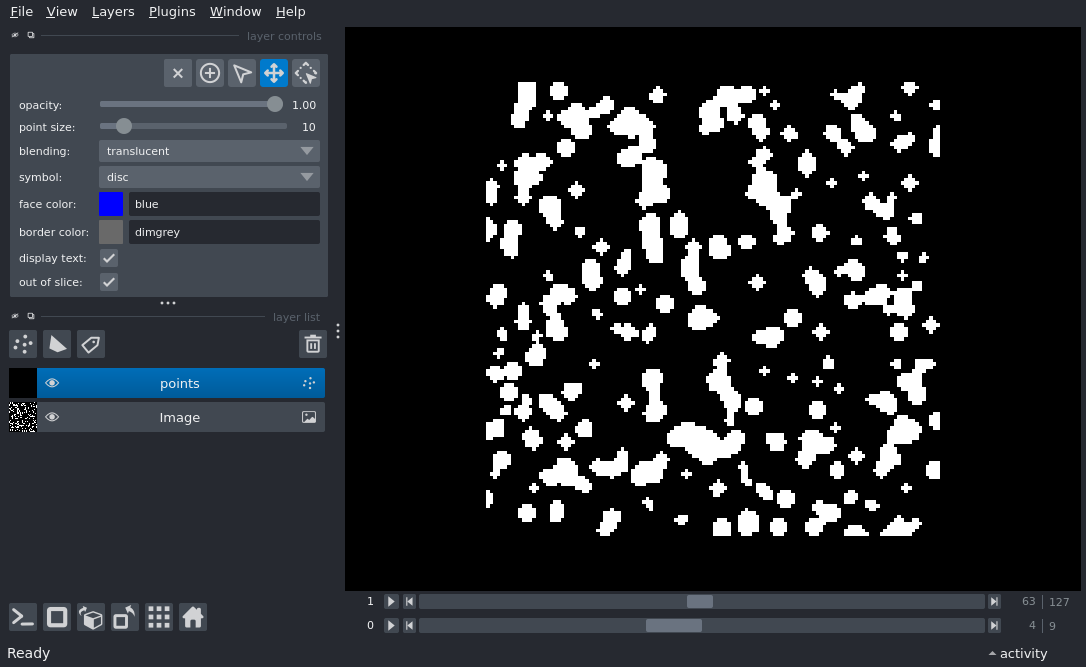 File View Layers Plugins Window Help
layer controls
opacity: 1.00
point size: 10
blending: translucent
symbol: disc
face color: blue
border color: dimgrey
display text:
out of slice:
layer list
points
Image
1 63 127
0 4 9
Ready activity